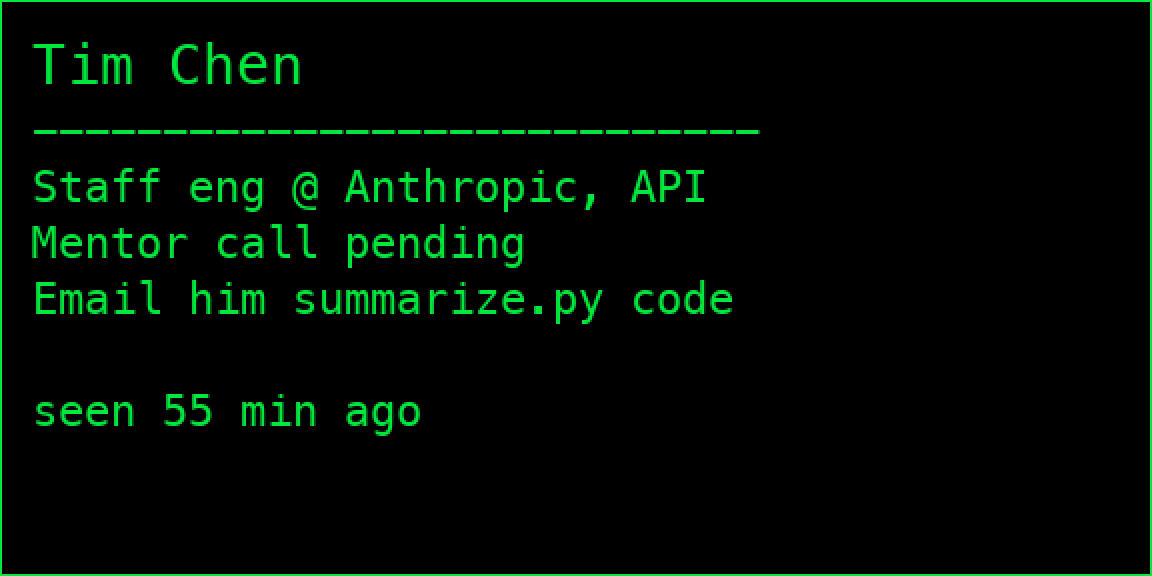 Tim Chen
----------------------------
Staff eng @ Anthropic, API
Mentor call pending
Email him summarize.py code
seen 55 min ago